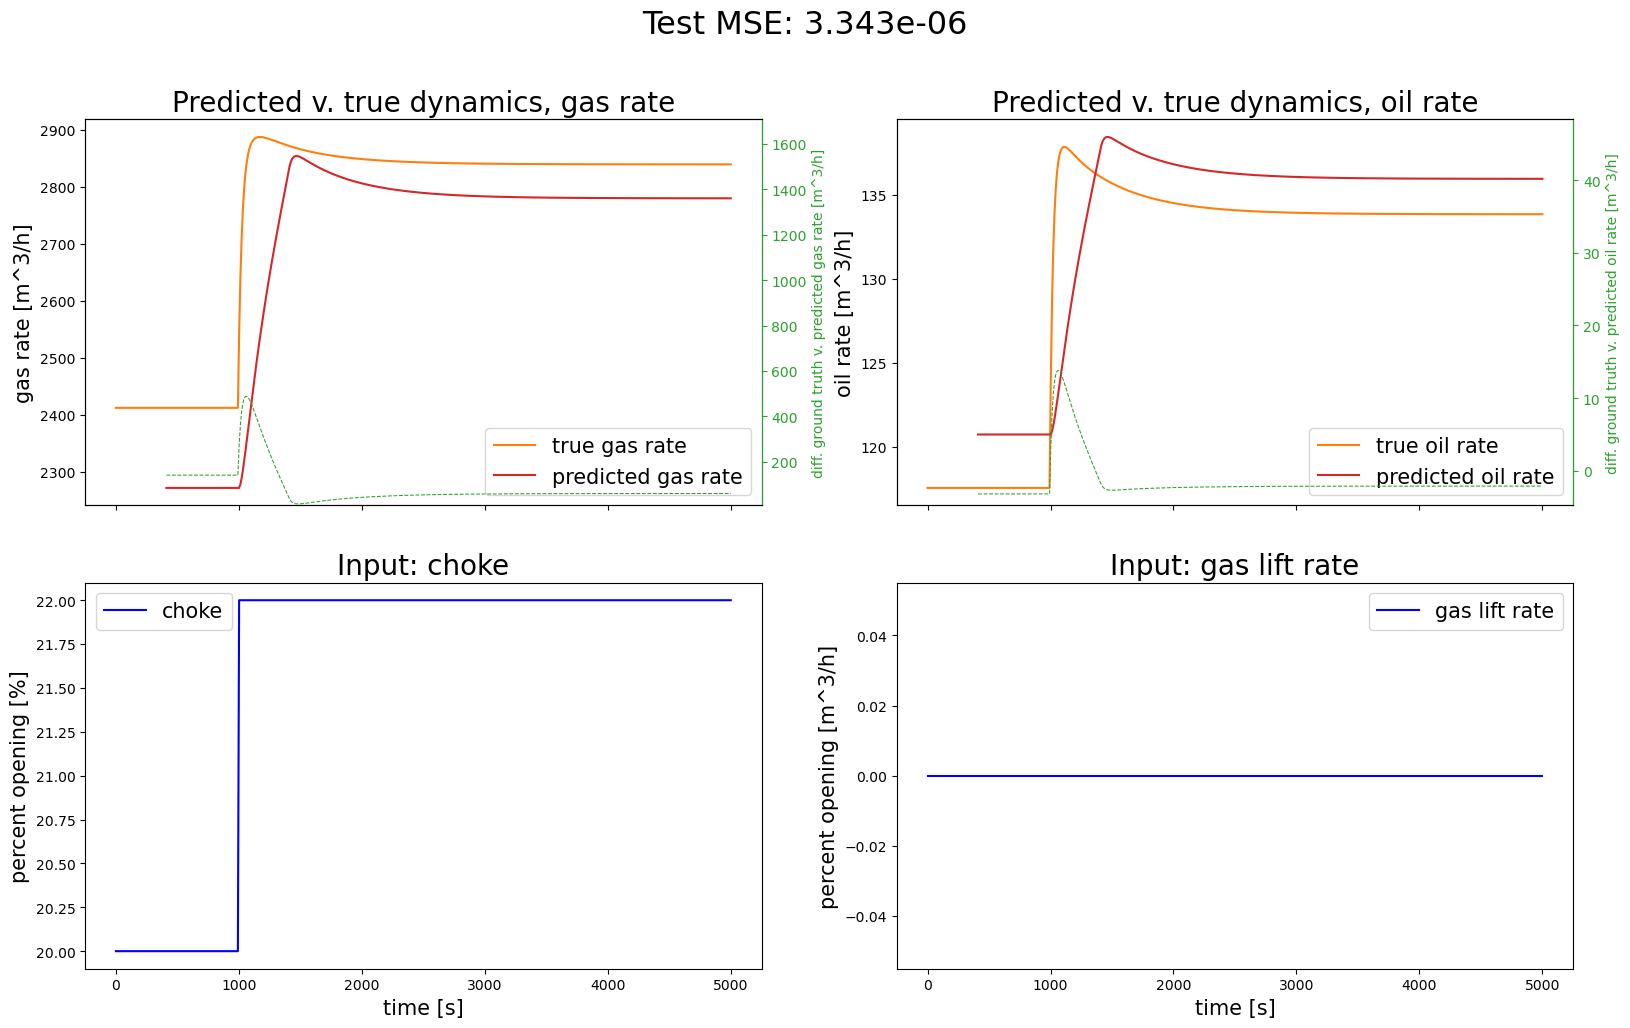 Test MSE: 3.343e-06
Predicted v. true dynamics, gas rate
2900
2800
2700
2600
2500
2400
2300
gas rate [m^3/h]
true gas rate
predicted gas rate
1600
1400
1200
1000
800
600
400
200
diff. ground truth v. predicted gas rate [m^3/h]
Predicted v. true dynamics, oil rate
135
130
125
120
oil rate [m^3/h]
true oil rate
predicted oil rate
40
30
20
10
0
diff. ground truth v. predicted oil rate [m^3/h]
Input: choke
22.00
21.75
21.50
21.25
21.00
20.75
20.50
20.25
20.00
percent opening [%]
choke
0 1000 2000 3000 4000 5000
time [s]
Input: gas lift rate
0.04
0.02
0.00
−0.02
−0.04
percent opening [m^3/h]
gas lift rate
0 1000 2000 3000 4000 5000
time [s]